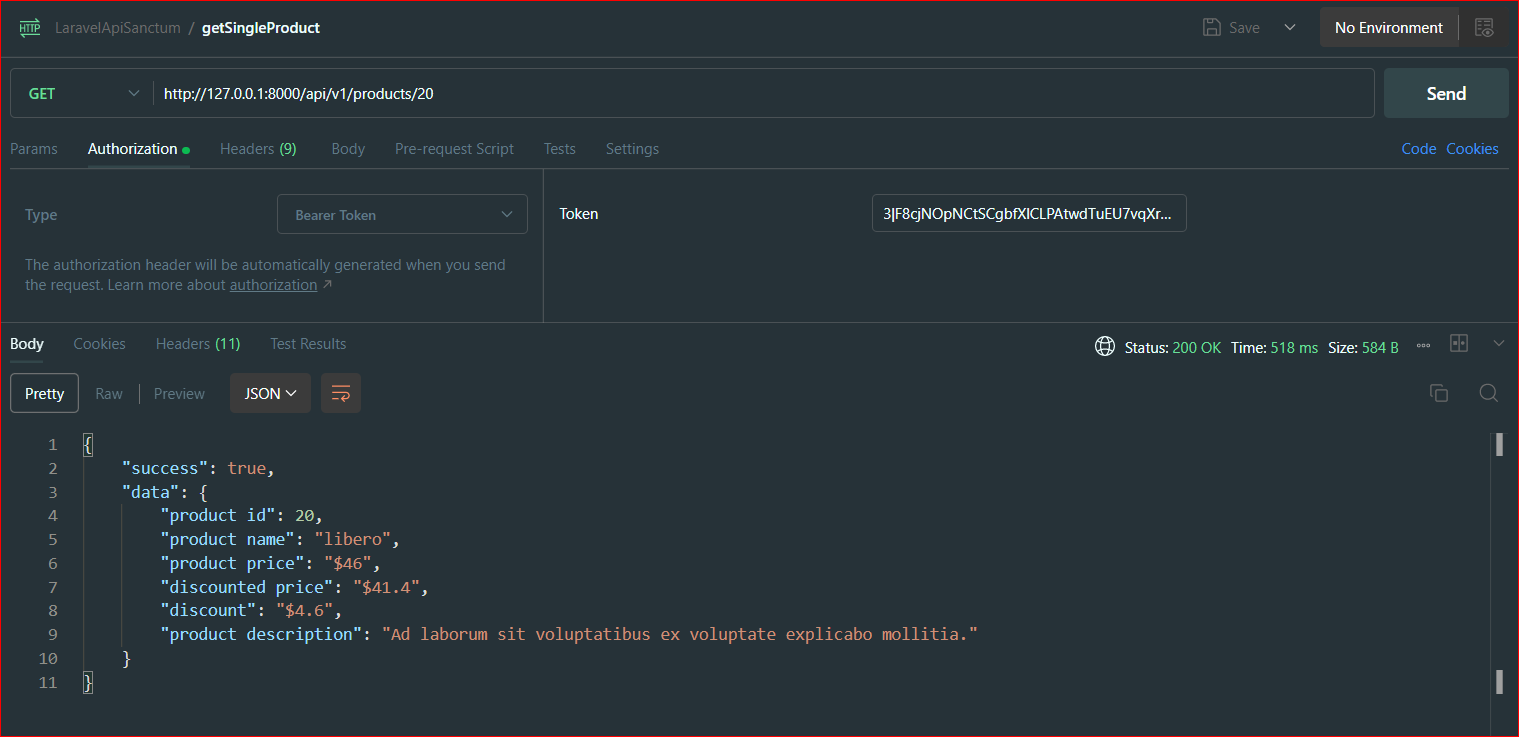 HTTP LaravelApiSanctum / getSingleProduct Save No Environment
GET http://127.0.0.1:8000/api/v1/products/20 Send
Params Authorization Headers (9) Body Pre-request Script Tests Settings Code Cookies
Type Bearer Token Token 3|F8cjNOpNCtSCgbfXICLPAtwdTuEU7vqXr...
The authorization header will be automatically generated when you send
the request. Learn more about authorization ↗
Body Cookies Headers (11) Test Results Status: 200 OK Time: 518 ms Size: 584 B
Pretty Raw Preview JSON
1 {
2 "success": true,
3 "data": {
4 "product id": 20,
5 "product name": "libero",
6 "product price": "$46",
7 "discounted price": "$41.4",
8 "discount": "$4.6",
9 "product description": "Ad laborum sit voluptatibus ex voluptate explicabo mollitia."
10 }
11 }